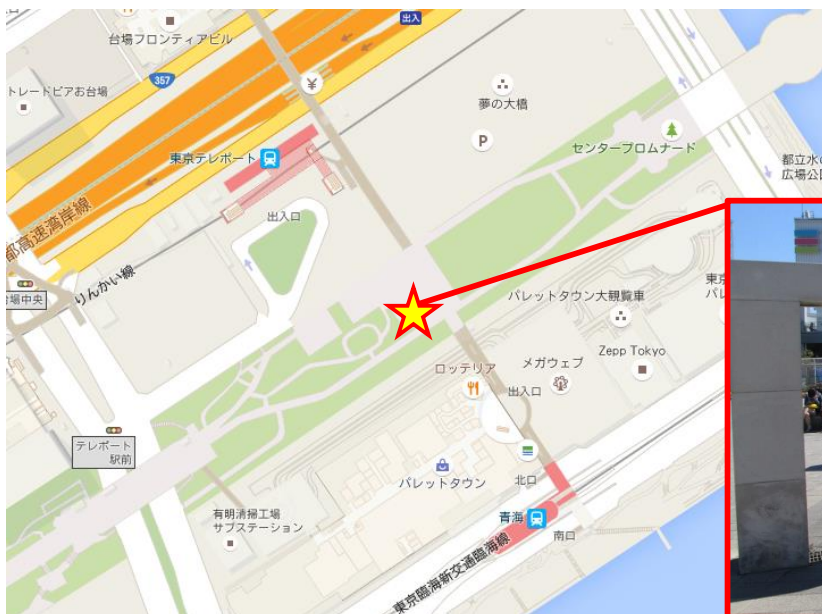 台場フロンティアビル
出入
357
¥
トレードピアお台場
夢の大橋
P
東京テレポート
センタープロムナード
都立水の
広場公園
出入口
都高速湾岸線
りんかい線
台場中央
パレットタウン大観覧車
東京
パレ
Zepp Tokyo
ロッテリア
メガウェブ
出入口
テレポート
駅前
北口
パレットタウン
有明清掃工場
サブステーション
青海
南口
東京臨海新交通臨海線